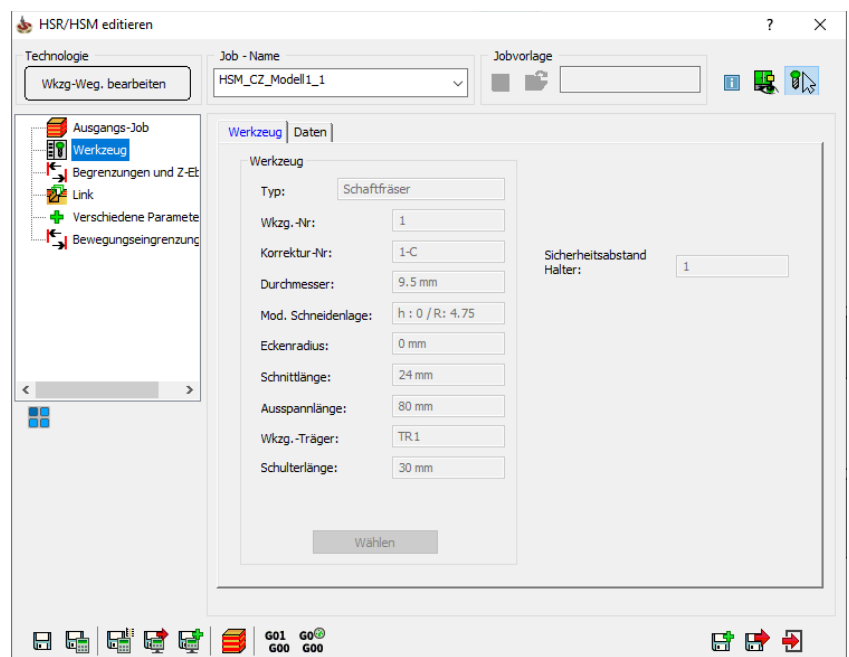 HSR/HSM editieren
?
Technologie
Wkzg-Weg. bearbeiten
Job - Name
HSM_CZ_Modell1_1
Jobvorlage
Ausgangs-Job
Werkzeug
Begrenzungen und Z-Eb
Link
Verschiedene Paramete
Bewegungseingrenzung
Werkzeug
Daten
Werkzeug
Typ: Schaftfräser
Wkzg.-Nr: 1
Korrektur-Nr: 1-C
Durchmesser: 9.5 mm
Mod. Schneidenlage: h : 0 / R: 4.75
Eckenradius: 0 mm
Schnittlänge: 24 mm
Ausspannlänge: 80 mm
Wkzg.-Träger: TR1
Schulterlänge: 30 mm
Wählen
Sicherheitsabstand
Halter: 1
G01
G00
G0
G00